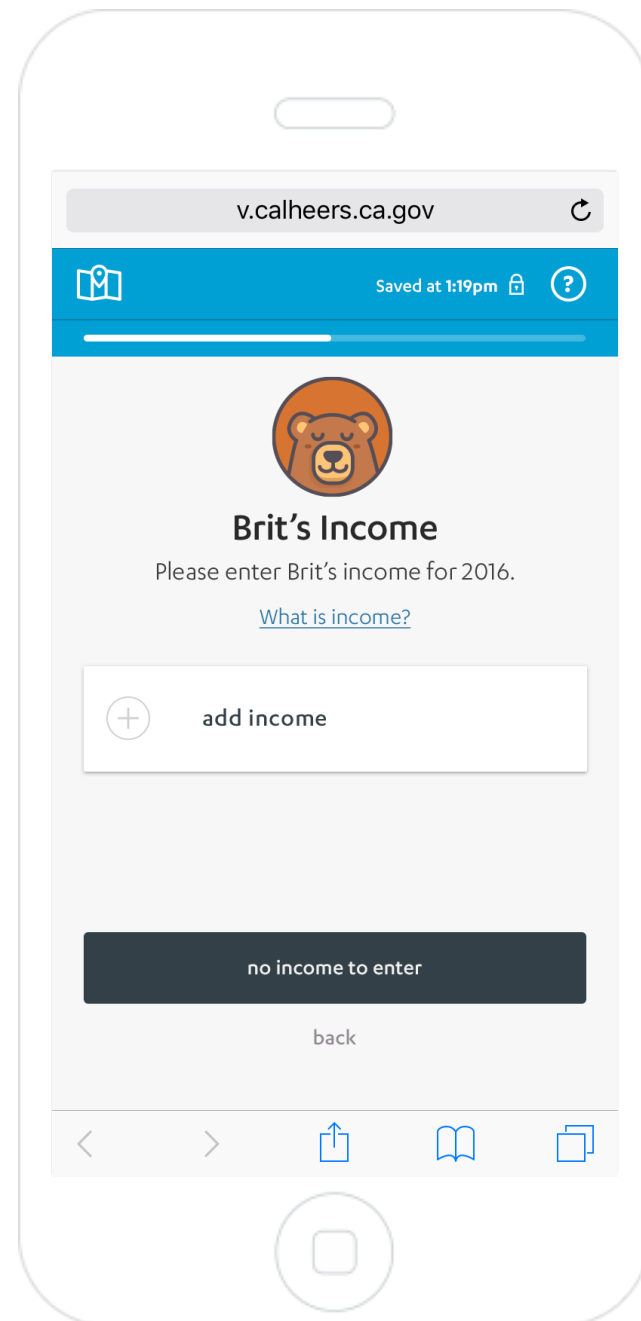 v.calheers.ca.gov
Saved at 1:19pm
?
Brit's Income
Please enter Brit's income for 2016.
What is income?
add income
no income to enter
back